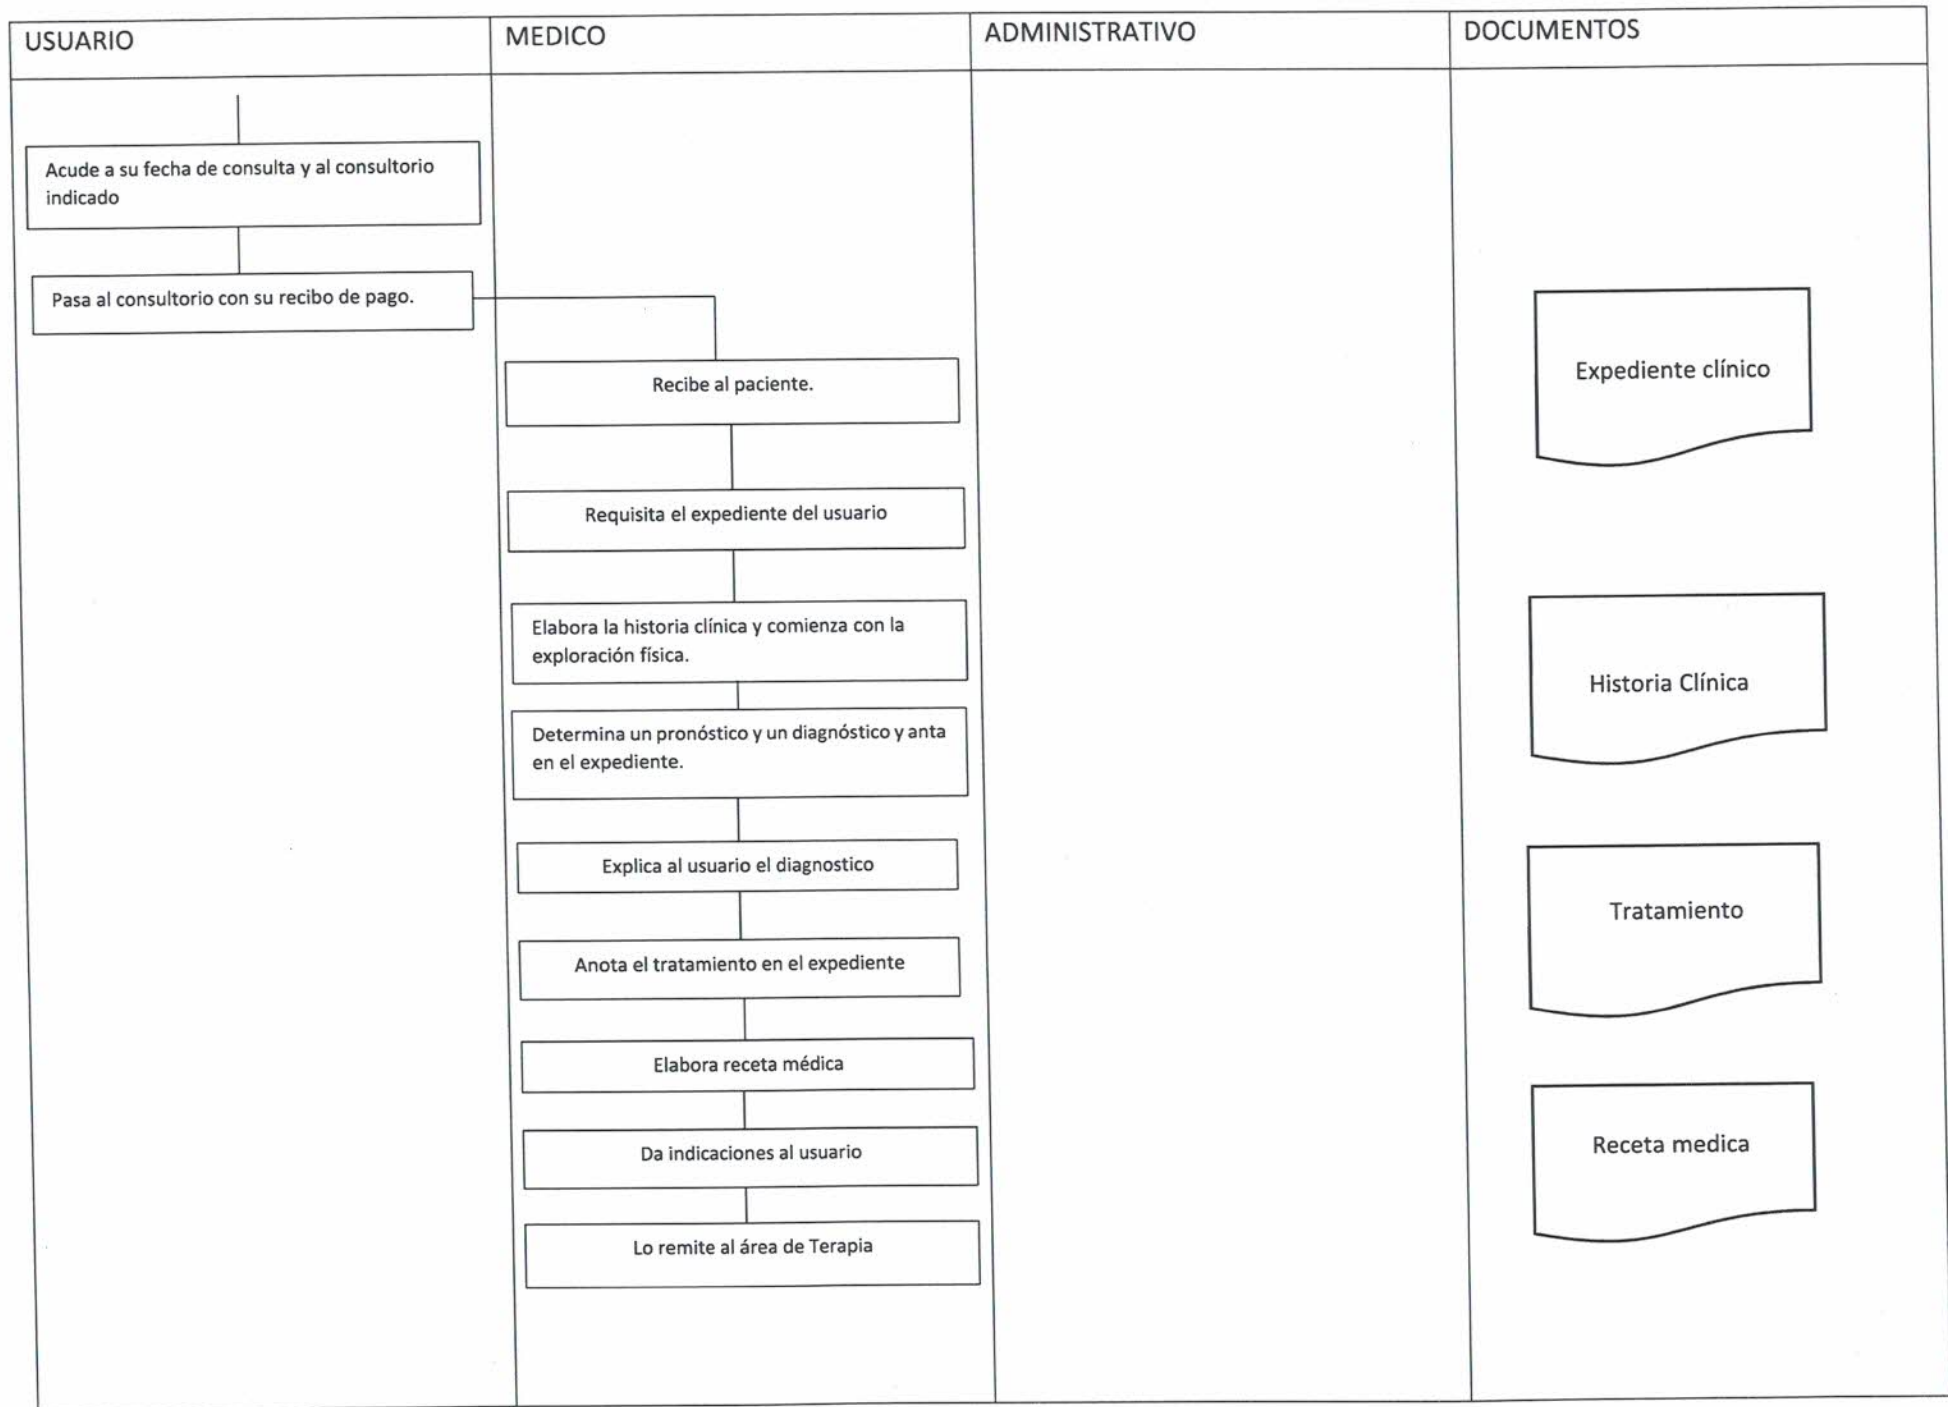 USUARIO
MEDICO
ADMINISTRATIVO
DOCUMENTOS
Acude a su fecha de consulta y al consultorio
indicado
Pasa al consultorio con su recibo de pago.
Recibe al paciente.
Requisita el expediente del usuario
Elabora la historia clínica y comienza con la
exploración física.
Determina un pronóstico y un diagnóstico y anta
en el expediente.
Explica al usuario el diagnostico
Anota el tratamiento en el expediente
Elabora receta médica
Da indicaciones al usuario
Lo remite al área de Terapia
Expediente clínico
Historia Clínica
Tratamiento
Receta medica